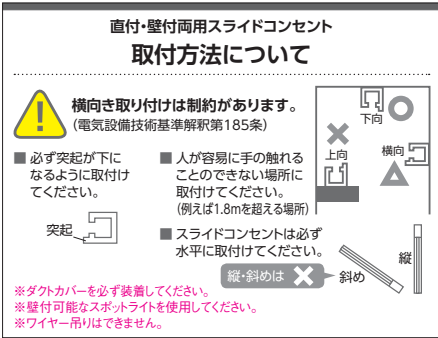 直付・壁付両用スライドコンセント
取付方法について
横向き取り付けは制約があります。
(電気設備技術基準解釈第185条)
■ 必ず突起が下に
なるように取付け
てください。
突起
■ 人が容易に手の触れる
ことのできない場所に
取付けてください。
(例えば1.8mを超える場所)
■ スライドコンセントは必ず
水平に取付けてください。
下向
上向
横向
縦・斜めは
斜め
縦
※ダクトカバーを必ず装着してください。
※壁付可能なスポットライトを使用してください。
※ワイヤー吊りはできません。